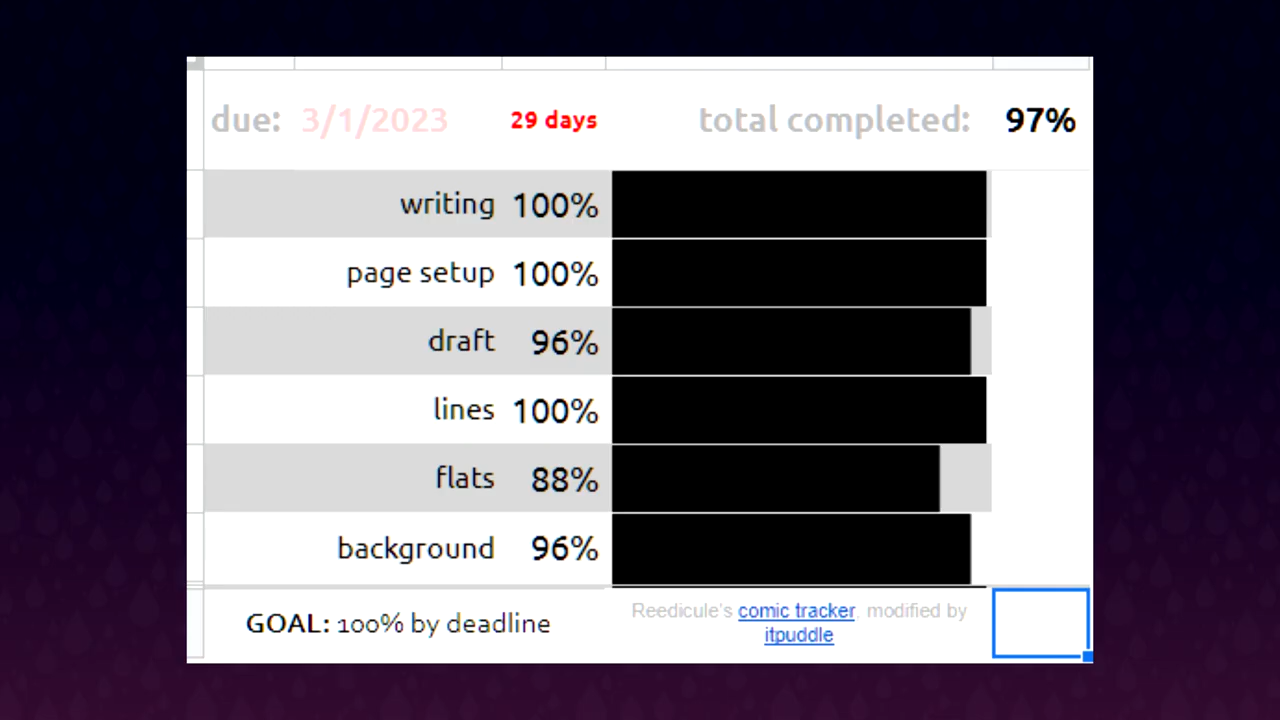 due: 3/1/2023 29 days total completed: 97%
writing 100%
page setup 100%
draft 96%
lines 100%
flats 88%
background 96%
GOAL: 100% by deadline
Reedicule's comic tracker, modified by
itpuddle